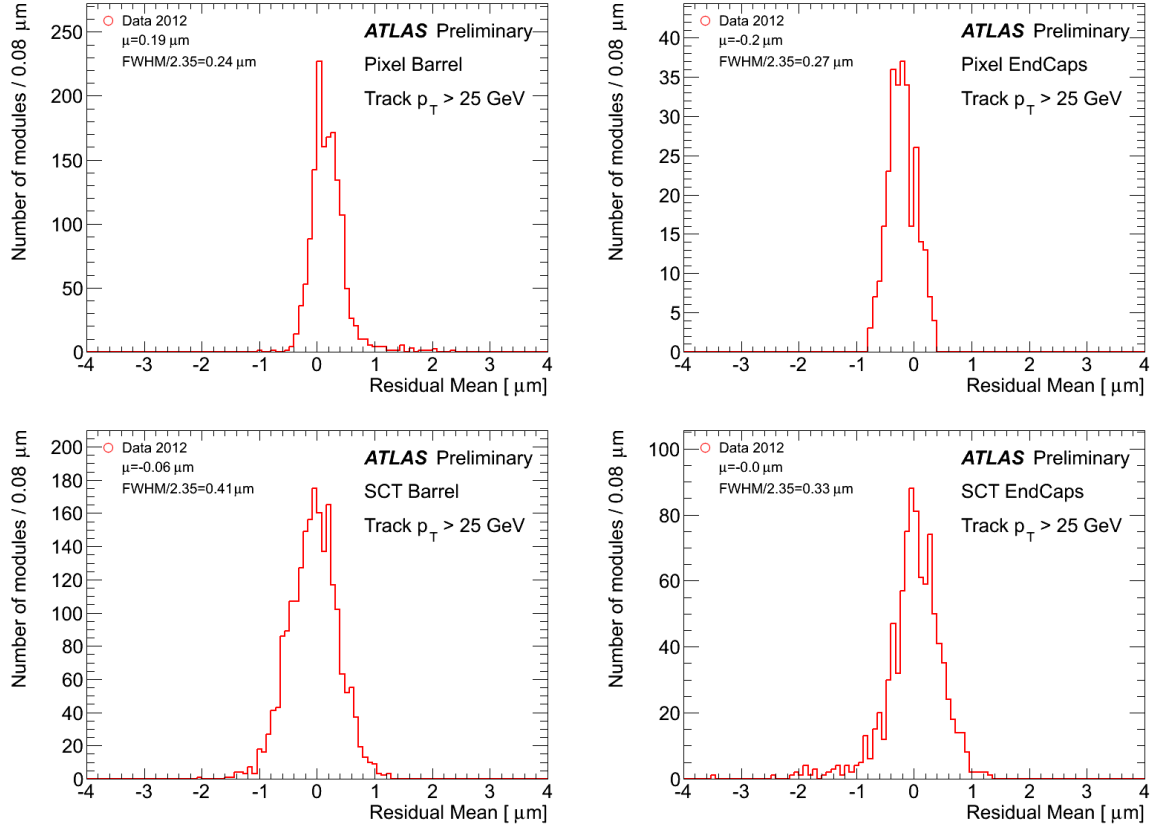 Number of modules / 0.08 μm
250
200
150
100
50
0
Data 2012
μ=0.19 μm
FWHM/2.35=0.24 μm
ATLAS Preliminary
Pixel Barrel
Track pT > 25 GeV
-4 -3 -2 -1 0 1 2 3 4
Residual Mean [ μm]
Number of modules / 0.08 μm
40
35
30
25
20
15
10
5
0
Data 2012
μ=-0.2 μm
FWHM/2.35=0.27 μm
ATLAS Preliminary
Pixel EndCaps
Track pT > 25 GeV
-4 -3 -2 -1 0 1 2 3 4
Residual Mean [ μm]
Number of modules / 0.08 μm
200
180
160
140
120
100
80
60
40
20
0
Data 2012
μ=-0.06 μm
FWHM/2.35=0.41 μm
ATLAS Preliminary
SCT Barrel
Track pT > 25 GeV
-4 -3 -2 -1 0 1 2 3 4
Residual Mean [ μm]
Number of modules / 0.08 μm
100
80
60
40
20
0
Data 2012
μ=-0.0 μm
FWHM/2.35=0.33 μm
ATLAS Preliminary
SCT EndCaps
Track pT > 25 GeV
-4 -3 -2 -1 0 1 2 3 4
Residual Mean [ μm]